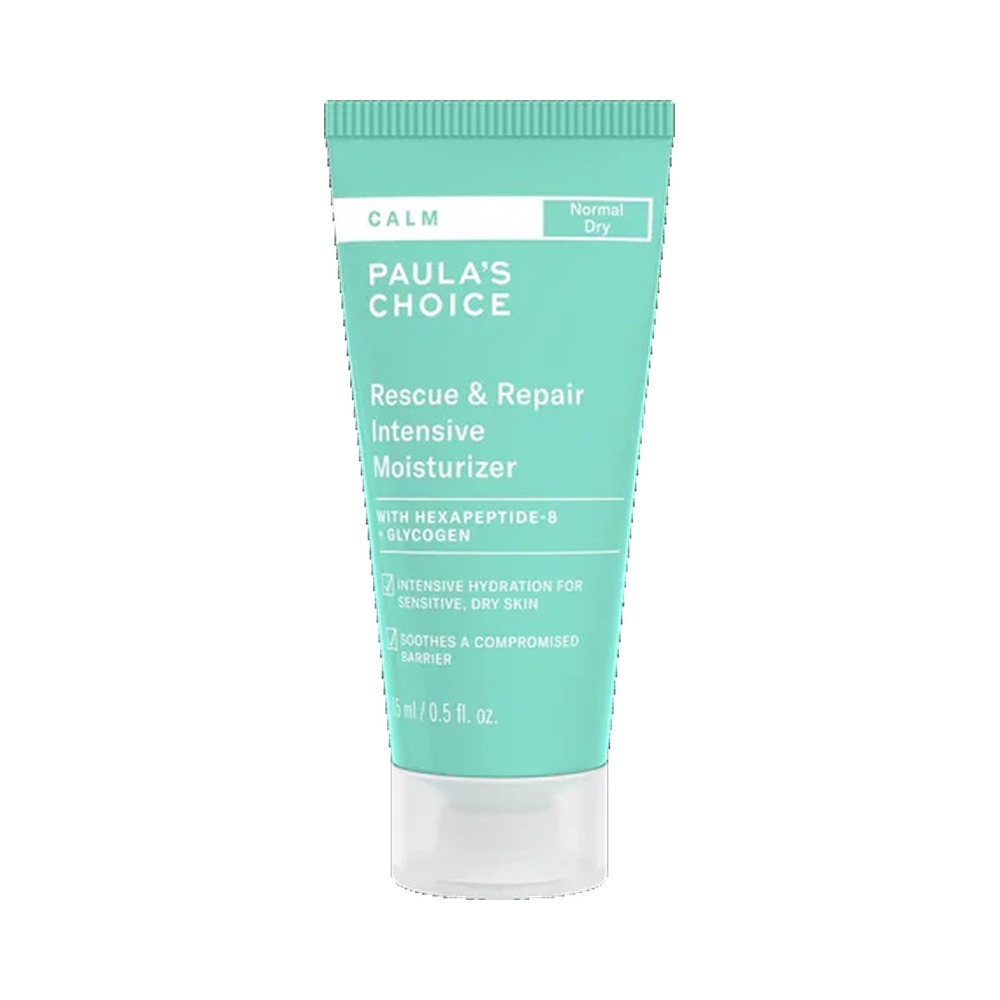 CALM
Normal
Dry
PAULA'S
CHOICE
Rescue & Repair
Intensive
Moisturizer
WITH HEXAPEPTIDE-8
+ GLYCOGEN
INTENSIVE HYDRATION FOR
SENSITIVE, DRY SKIN
SOOTHES A COMPROMISED
BARRIER
15 ml / 0.5 fl. oz.